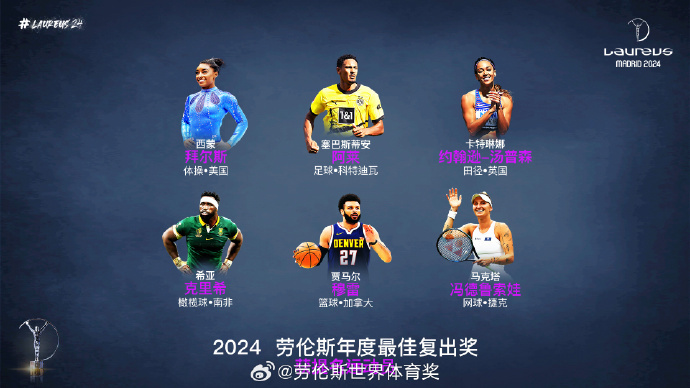 #LAUREUS24
LAUREUS
MADRID 2024
西蒙
拜尔斯
体操•美国
塞巴斯蒂安
阿莱
足球•科特迪瓦
1&1
卡特琳娜
约翰逊-汤普森
田径•英国
希亚
克里希
橄榄球•南非
DENVER
27
贾马尔
穆雷
篮球•加拿大
马克塔
冯德鲁索娃
网球•捷克
2024 劳伦斯年度最佳复出奖
@劳伦斯世界体育奖